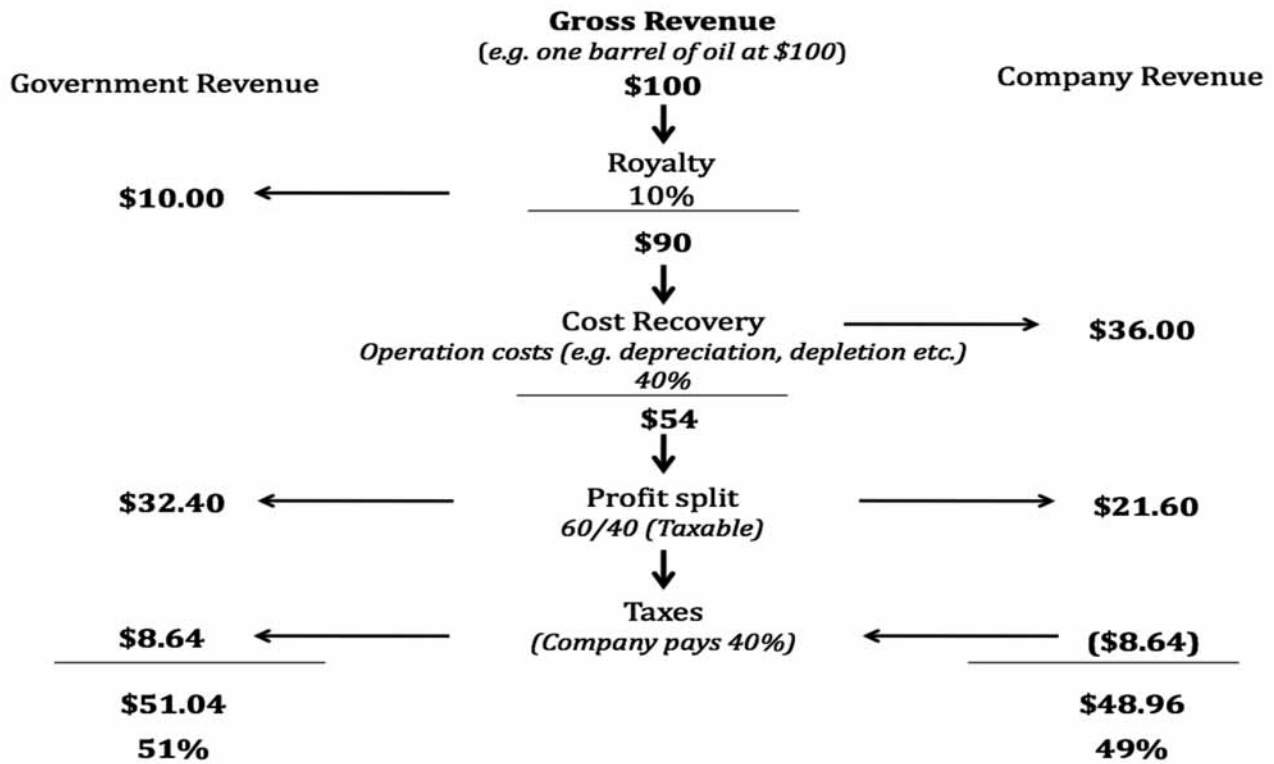 Gross Revenue
(e.g. one barrel of oil at $100)
Government Revenue
$100
Company Revenue
Royalty
$10.00
10%
$90
Cost Recovery
$36.00
Operation costs (e.g. depreciation, depletion etc.)
40%
$54
$32.40
Profit split
$21.60
60/40 (Taxable)
Taxes
$8.64
(Company pays 40%)
($8.64)
$51.04
$48.96
51%
49%